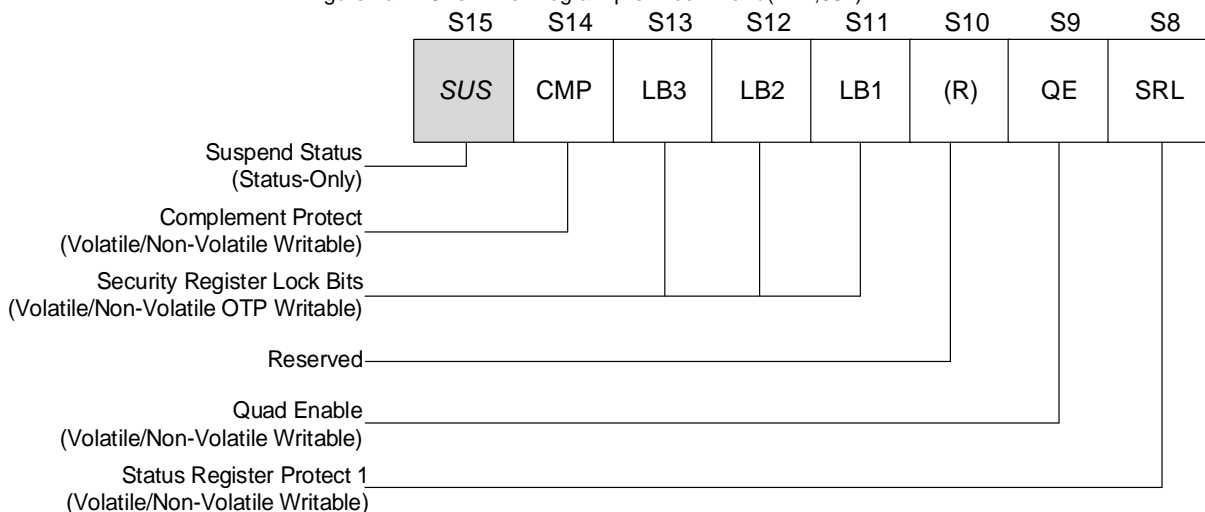 S15 S14 S13 S12 S11 S10 S9 S8
SUS CMP LB3 LB2 LB1 (R) QE SRL
Suspend Status
(Status-Only)
Complement Protect
(Volatile/Non-Volatile Writable)
Security Register Lock Bits
(Volatile/Non-Volatile OTP Writable)
Reserved
Quad Enable
(Volatile/Non-Volatile Writable)
Status Register Protect 1
(Volatile/Non-Volatile Writable)